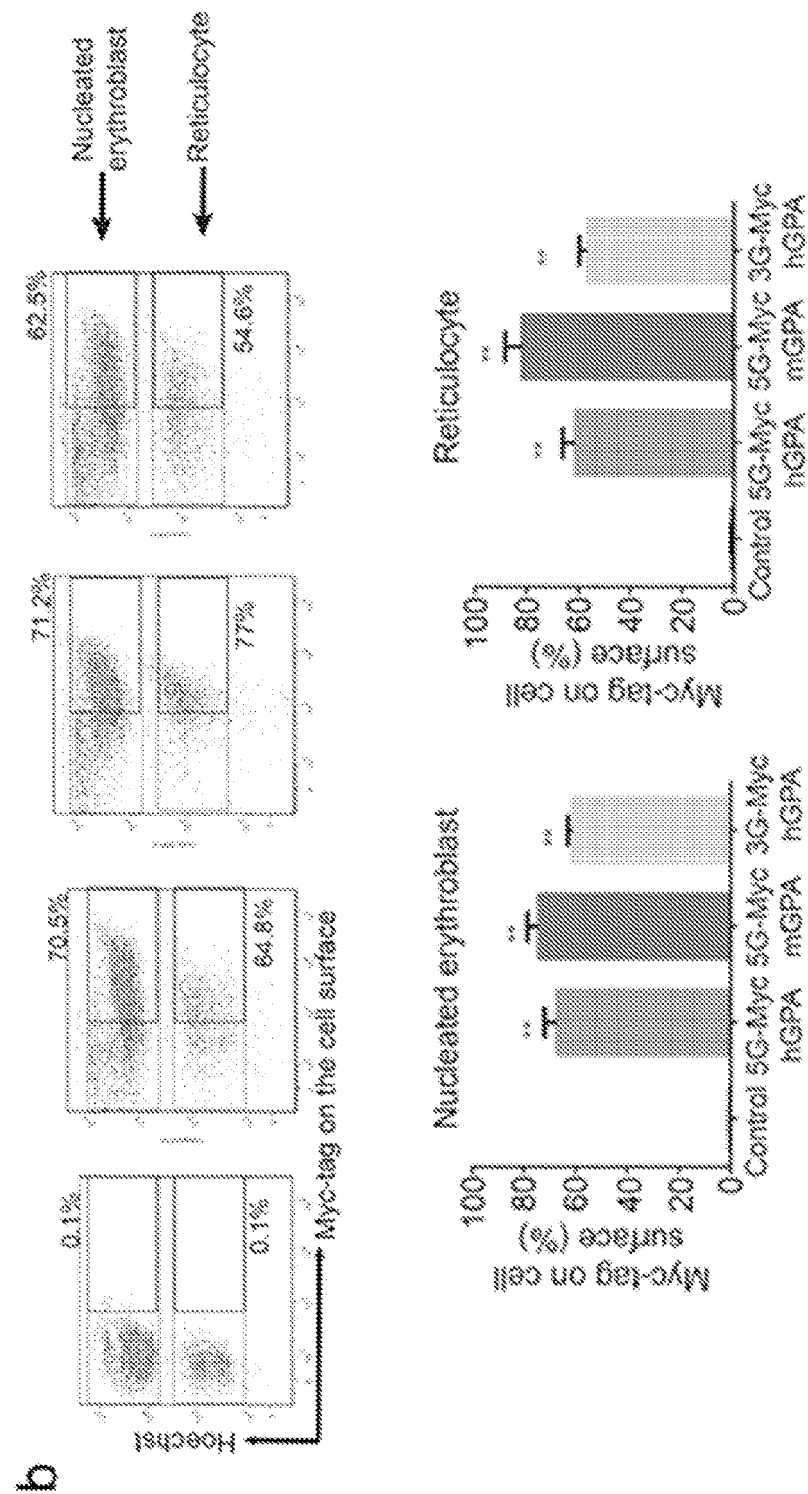 b
0.1%
70.5%
71.2%
62.5%
Nucleated
erythroblast
Reticulocyte
0.1%
64.8%
77%
54.6%
Hoechst
Myc-tag on the cell surface
Nucleated erythroblast
Myc-tag on cell
surface (%)
100
80
60
40
20
0
**
**
**
Control 5G-Myc 5G-Myc 3G-Myc
hGPA mGPA hGPA
Reticulocyte
Myc-tag on cell
surface (%)
100
80
60
40
20
0
**
**
**
Control 5G-Myc 5G-Myc 3G-Myc
hGPA mGPA hGPA